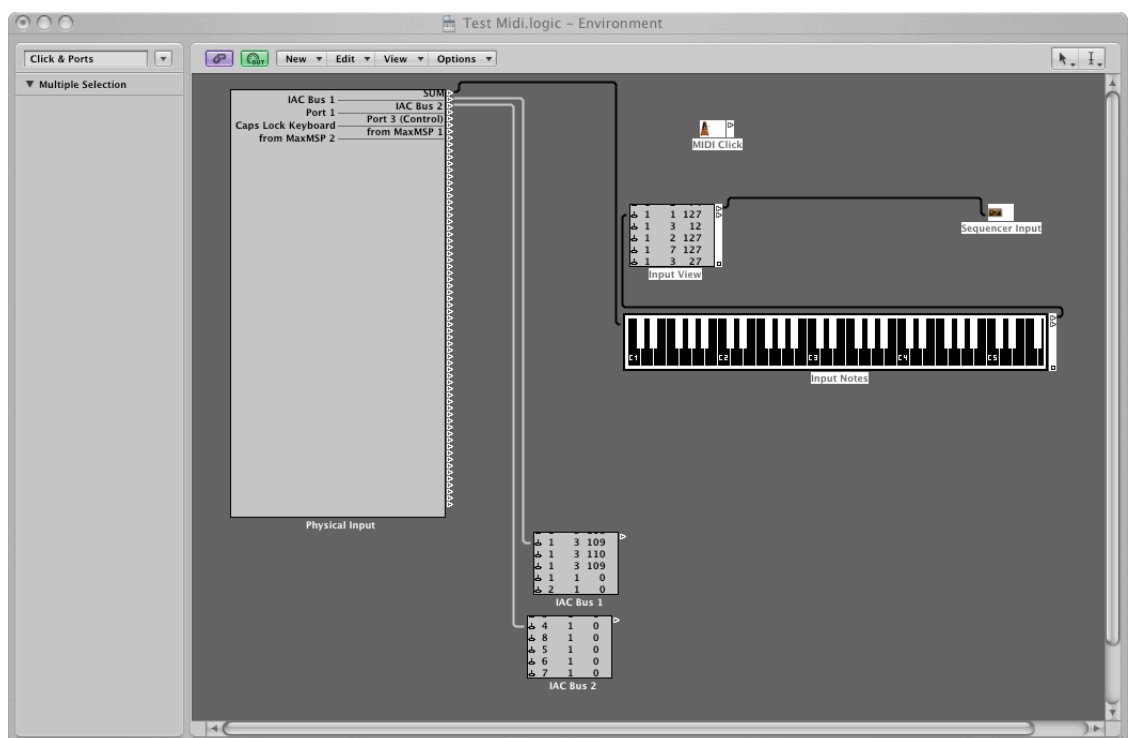 Test Midi.logic – Environment
Click & Ports
New Edit View Options
Multiple Selection
SUM
IAC Bus 1
IAC Bus 2
Port 1
Port 3 (Control)
Caps Lock Keyboard
from MaxMSP 1
from MaxMSP 2
Physical Input
MIDI Click
1 1 127
1 3 12
1 2 127
1 7 127
1 3 27
Input View
Sequencer Input
C1 C2 C3 C4 C5
Input Notes
1 3 109
1 3 110
1 3 109
1 1 0
2 1 0
IAC Bus 1
4 1 0
8 1 0
5 1 0
6 1 0
7 1 0
IAC Bus 2